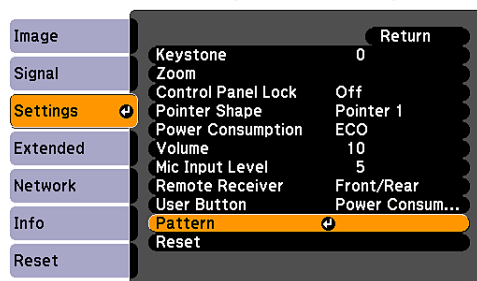 Image
Signal
Settings
Extended
Network
Info
Reset
Return
Keystone 0
Zoom
Control Panel Lock Off
Pointer Shape Pointer 1
Power Consumption ECO
Volume 10
Mic Input Level 5
Remote Receiver Front/Rear
User Button Power Consum...
Pattern
Reset